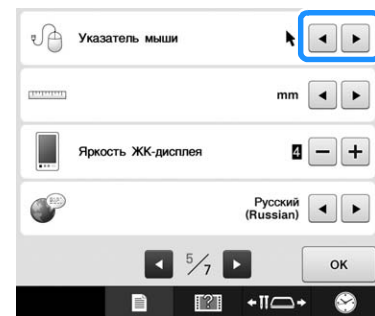 Указатель мыши
mm
Яркость ЖК-дисплея 4
Русский
(Russian)
5/7 OK